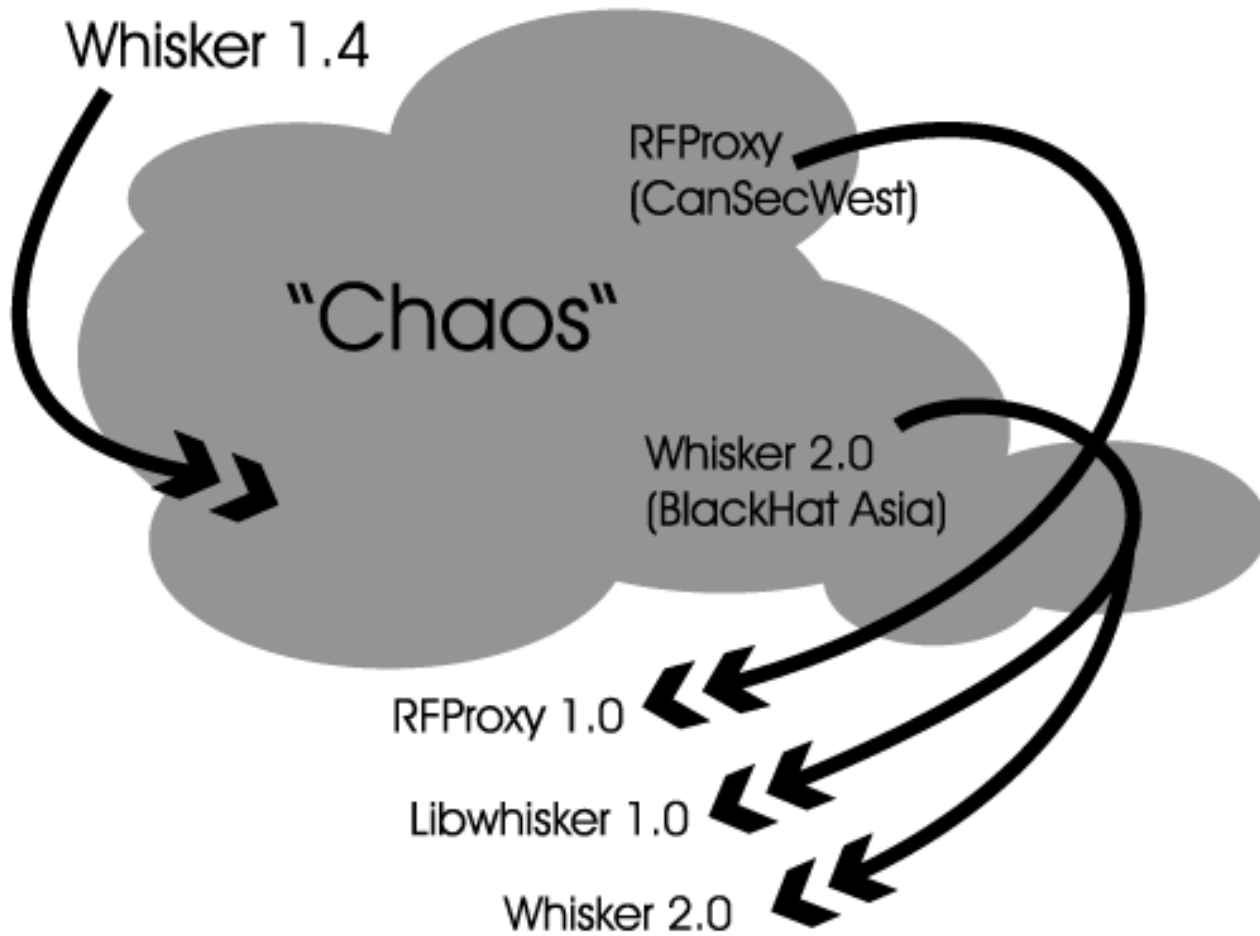 Whisker 1.4
RFProxy
(CanSecWest)
‟Chaos‟
Whisker 2.0
(BlackHat Asia)
RFProxy 1.0
Libwhisker 1.0
Whisker 2.0